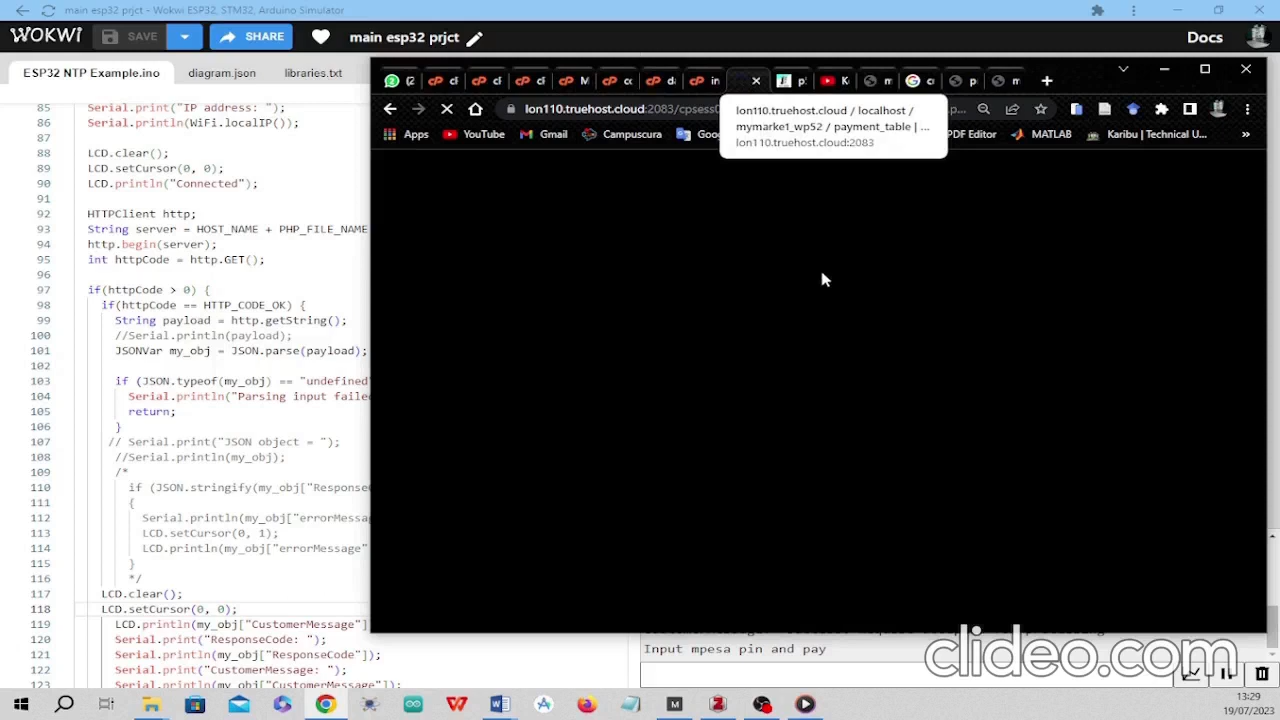 main esp32 prjct - Wokwi ESP32, STM32, Arduino Simulator
WOKWI
SAVE
SHARE
main esp32 prjct
Docs
ESP32 NTP Example.ino
diagram.json
libraries.txt
lon110.truehost.cloud:2083/cpsess0
p...
Apps
YouTube
Gmail
Campuscura
Goog
PDF Editor
MATLAB
Karibu | Technical U...
»
lon110.truehost.cloud / localhost /
mymarke1_wp52 / payment_table | ...
lon110.truehost.cloud:2083
85 Serial.print("IP address: ");
86 Serial.println(WiFi.localIP());
87
88 LCD.clear();
89 LCD.setCursor(0, 0);
90 LCD.println("Connected");
91
92 HTTPClient http;
93 String server = HOST_NAME + PHP_FILE_NAME
94 http.begin(server);
95 int httpCode = http.GET();
96
97 if(httpCode > 0) {
98 if(httpCode == HTTP_CODE_OK) {
99 String payload = http.getString();
100 //Serial.println(payload);
101 JSONVar my_obj = JSON.parse(payload);
102
103 if (JSON.typeof(my_obj) == "undefined"
104 Serial.println("Parsing input failed
105 return;
106 }
107 // Serial.print("JSON object = ");
108 //Serial.println(my_obj);
109 /*
110 if (JSON.stringify(my_obj["Response
111 {
112 Serial.println(my_obj["errorMessag
113 LCD.setCursor(0, 1);
114 LCD.println(my_obj["errorMessage"
115 }
116 */
117 LCD.clear();
118 LCD.setCursor(0, 0);
119 LCD.println(my_obj["CustomerMessage"]
120 Serial.print("ResponseCode: ");
121 Serial.println(my_obj["ResponseCode"]);
122 Serial.print("CustomerMessage: ");
123 Serial.println(my_obj["CustomerMessage"]);
Input mpesa pin and pay
clideo.com
13:29
19/07/2023